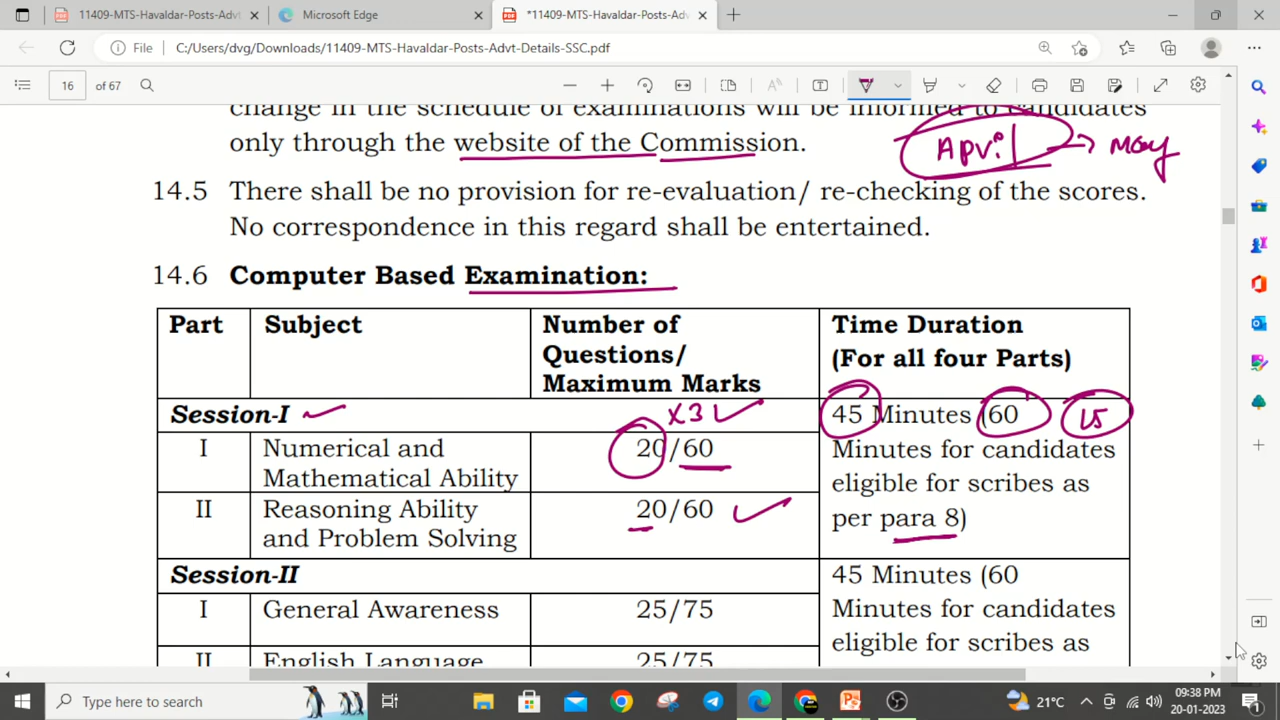 11409-MTS-Havaldar-Posts-Advt
Microsoft Edge
*11409-MTS-Havaldar-Posts-Advt
File C:/Users/dvg/Downloads/11409-MTS-Havaldar-Posts-Advt-Details-SSC.pdf
16 of 67
change in the schedule of examinations will be informed to candidates
only through the website of the Commission.
April → may
14.5 There shall be no provision for re-evaluation/ re-checking of the scores.
No correspondence in this regard shall be entertained.
14.6 Computer Based Examination:
Part Subject Number of Questions/ Maximum Marks Time Duration (For all four Parts)
Session-I
x3
45 Minutes (60 15
I Numerical and Mathematical Ability 20/60
Minutes for candidates
eligible for scribes as
II Reasoning Ability and Problem Solving 20/60
per para 8)
Session-II
45 Minutes (60
I General Awareness 25/75
Minutes for candidates
eligible for scribes as
II English Language 25/75
Type here to search
21°C
09:38 PM
20-01-2023